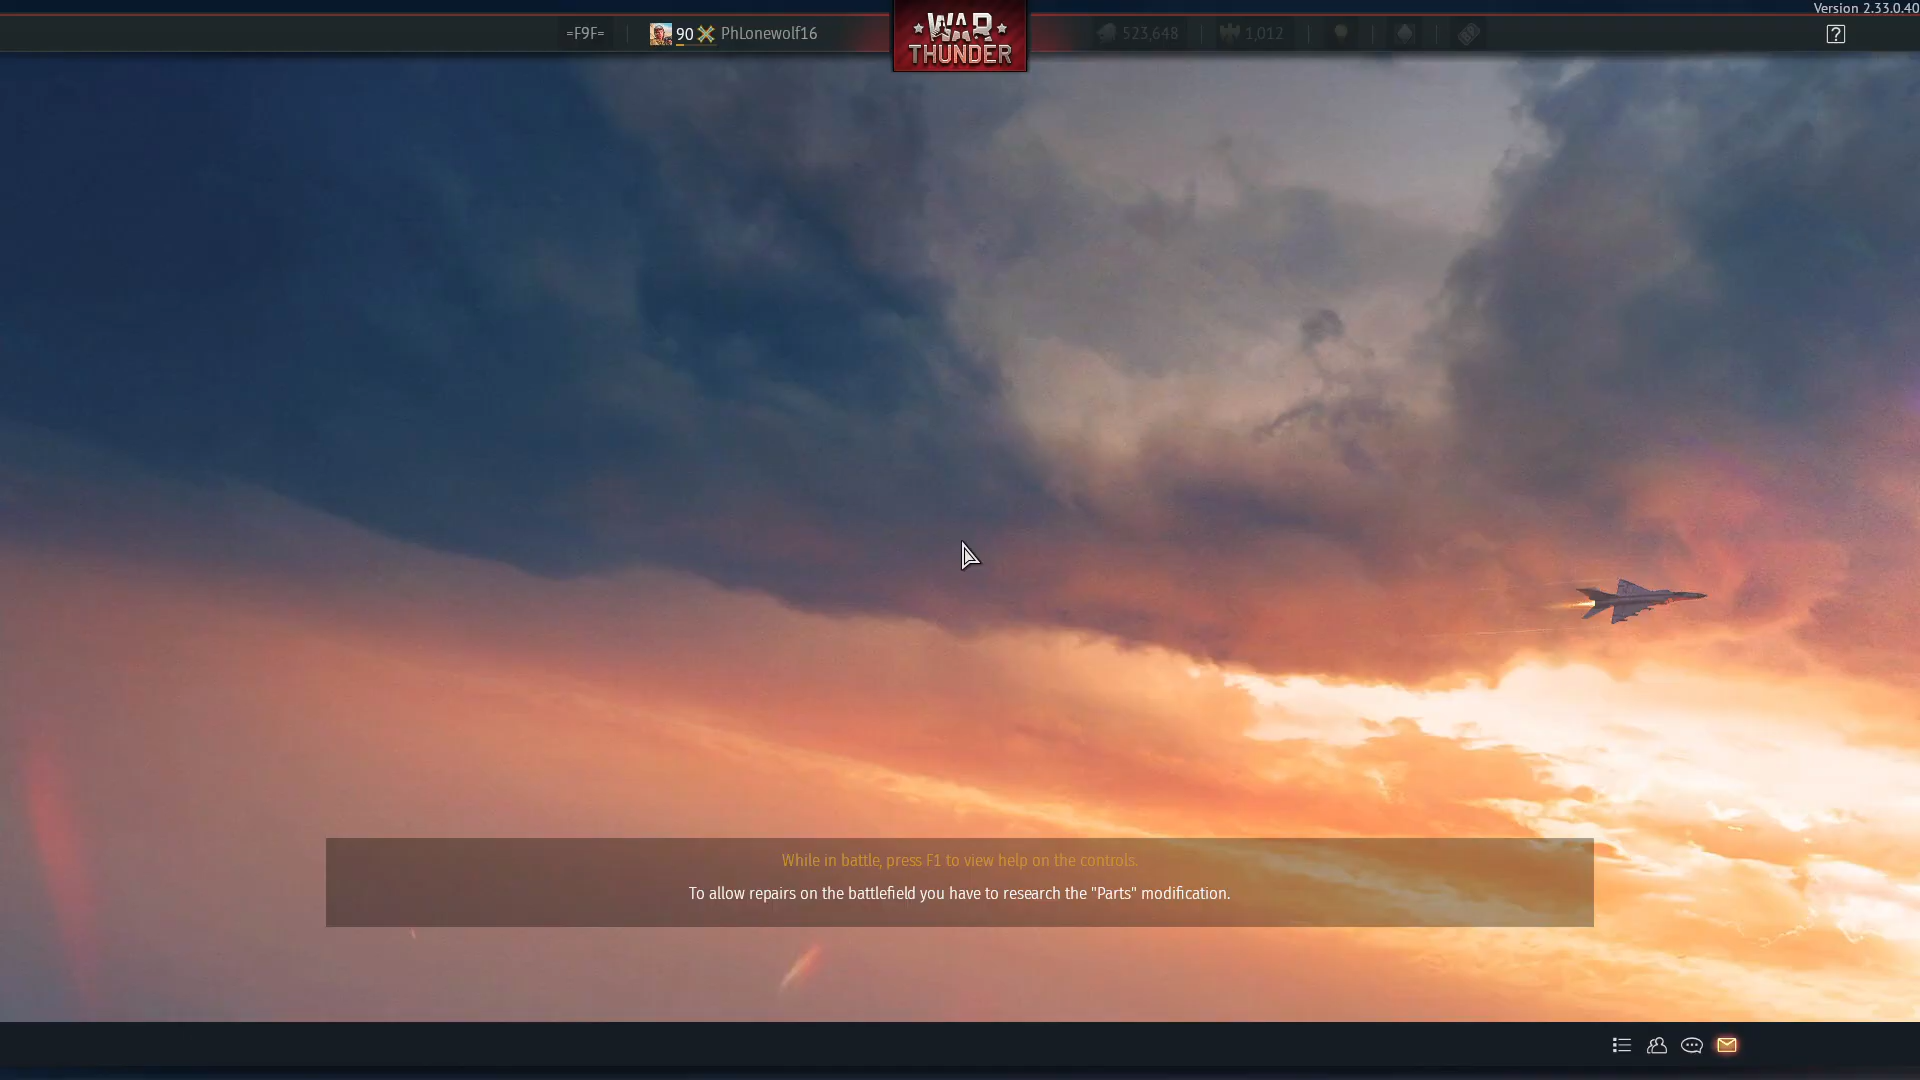 Version 2.33.0.40
=F9F= 90 PhLonewolf16 523,648 1,012
WAR
THUNDER
While in battle, press F1 to view help on the controls.
To allow repairs on the battlefield you have to research the "Parts" modification.